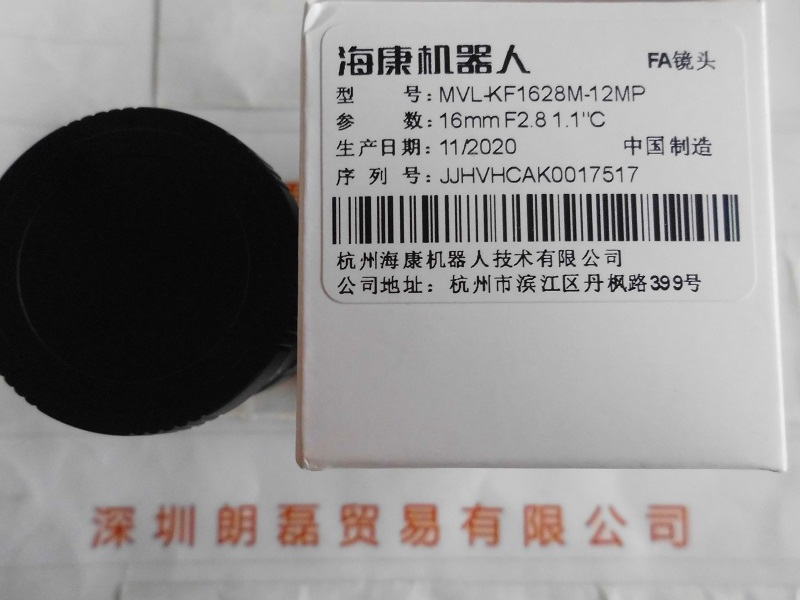 海康机器人 FA镜头
型 号: MVL-KF1628M-12MP
参 数: 16mm F2.8 1.1"C
生产日期: 11/2020 中国制造
序 列 号: JJHVHCAK0017517
杭州海康机器人技术有限公司
公司地址: 杭州市滨江区丹枫路399号
深圳朗磊贸易有限公司